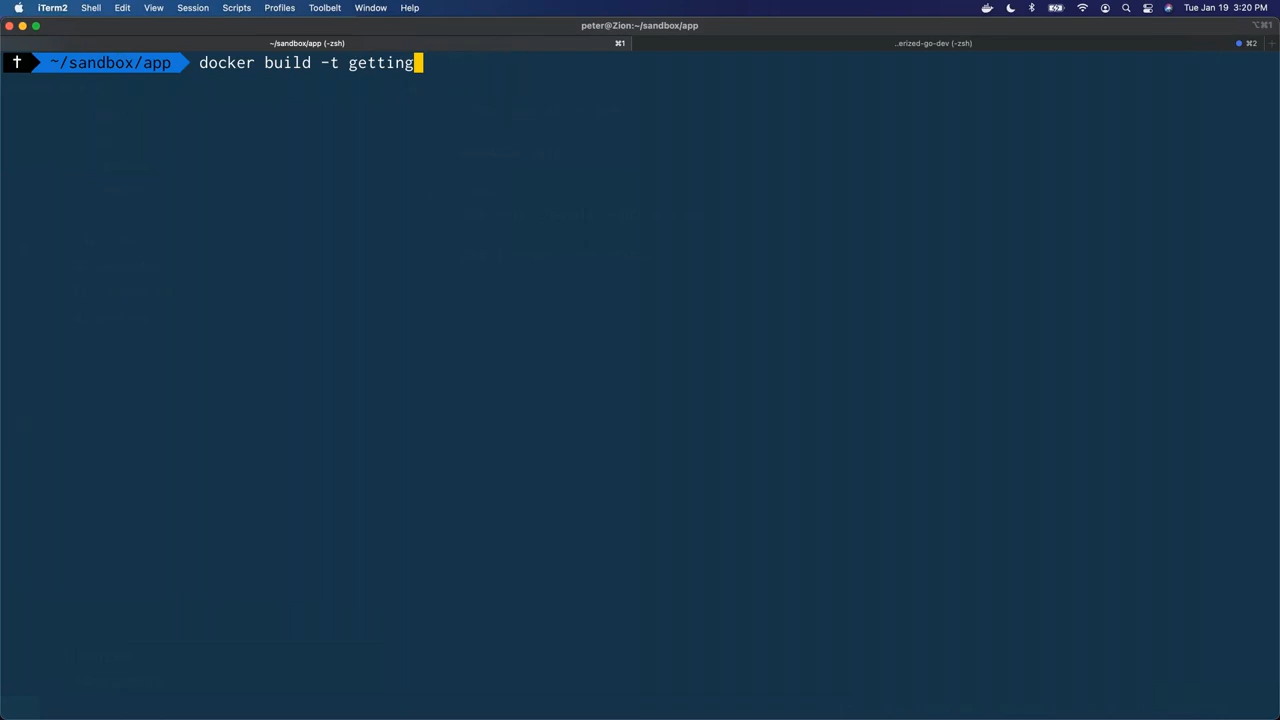 iTerm2 Shell Edit View Session Scripts Profiles Toolbelt Window Help Tue Jan 19 3:20 PM
peter@Zion:~/sandbox/app ⌥⌘1
~/sandbox/app (-zsh) ⌘1 ..erized-go-dev (-zsh) ⌘2 +
† ~/sandbox/app docker build -t getting